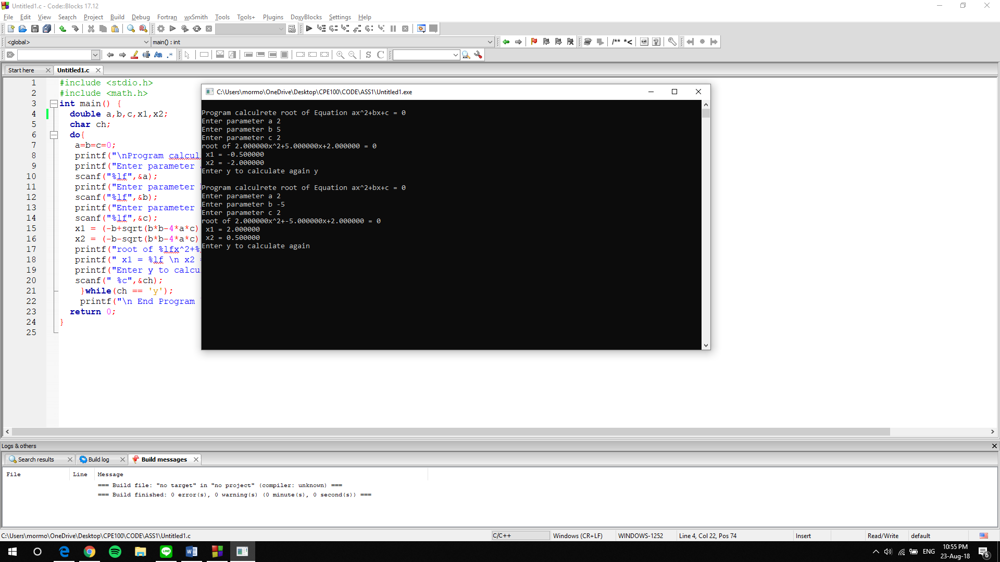 Untitled1.c - Code::Blocks 17.12
File Edit View Search Project Build Debug Fortran wxSmith Tools Tools+ Plugins DoxyBlocks Settings Help
<global> main() : int
/** *<
Aa .* S C
Start here Untitled1.c
1 #include <stdio.h>
2 #include <math.h>
3 int main() {
4 double a,b,c,x1,x2;
5 char ch;
6 do{
7 a=b=c=0;
8 printf("\nProgram calcul
9 printf("Enter parameter
10 scanf("%lf",&a);
11 printf("Enter parameter
12 scanf("%lf",&b);
13 printf("Enter parameter
14 scanf("%lf",&c);
15 x1 = (-b+sqrt(b*b-4*a*c)
16 x2 = (-b-sqrt(b*b-4*a*c)
17 printf("root of %lfx^2+%
18 printf(" x1 = %lf \n x2 =
19 printf("Enter y to calcu
20 scanf(" %c",&ch);
21 }while(ch == 'y');
22 printf("\n End Program
23 return 0;
24 }
25
C:\Users\mormo\OneDrive\Desktop\CPE100\CODE\ASS1\Untitled1.exe
Program calculrete root of Equation ax^2+bx+c = 0
Enter parameter a 2
Enter parameter b 5
Enter parameter c 2
root of 2.000000x^2+5.000000x+2.000000 = 0
x1 = -0.500000
x2 = -2.000000
Enter y to calculate again y
Program calculrete root of Equation ax^2+bx+c = 0
Enter parameter a 2
Enter parameter b -5
Enter parameter c 2
root of 2.000000x^2+-5.000000x+2.000000 = 0
x1 = 2.000000
x2 = 0.500000
Enter y to calculate again
Logs & others
Search results Build log Build messages
File Line Message
=== Build file: "no target" in "no project" (compiler: unknown) ===
=== Build finished: 0 error(s), 0 warning(s) (0 minute(s), 0 second(s)) ===
C:\Users\mormo\OneDrive\Desktop\CPE100\CODE\ASS1\Untitled1.c C/C++ Windows (CR+LF) WINDOWS-1252 Line 4, Col 22, Pos 74 Insert Read/Write default
LINE
ENG
10:55 PM
23-Aug-18
6